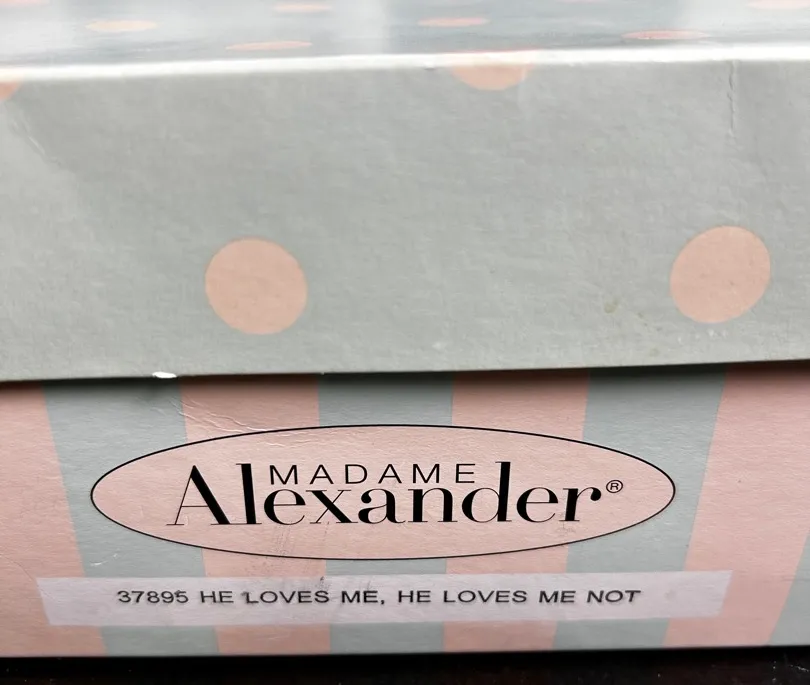 MADAME
Alexander®
37895 HE LOVES ME, HE LOVES ME NOT